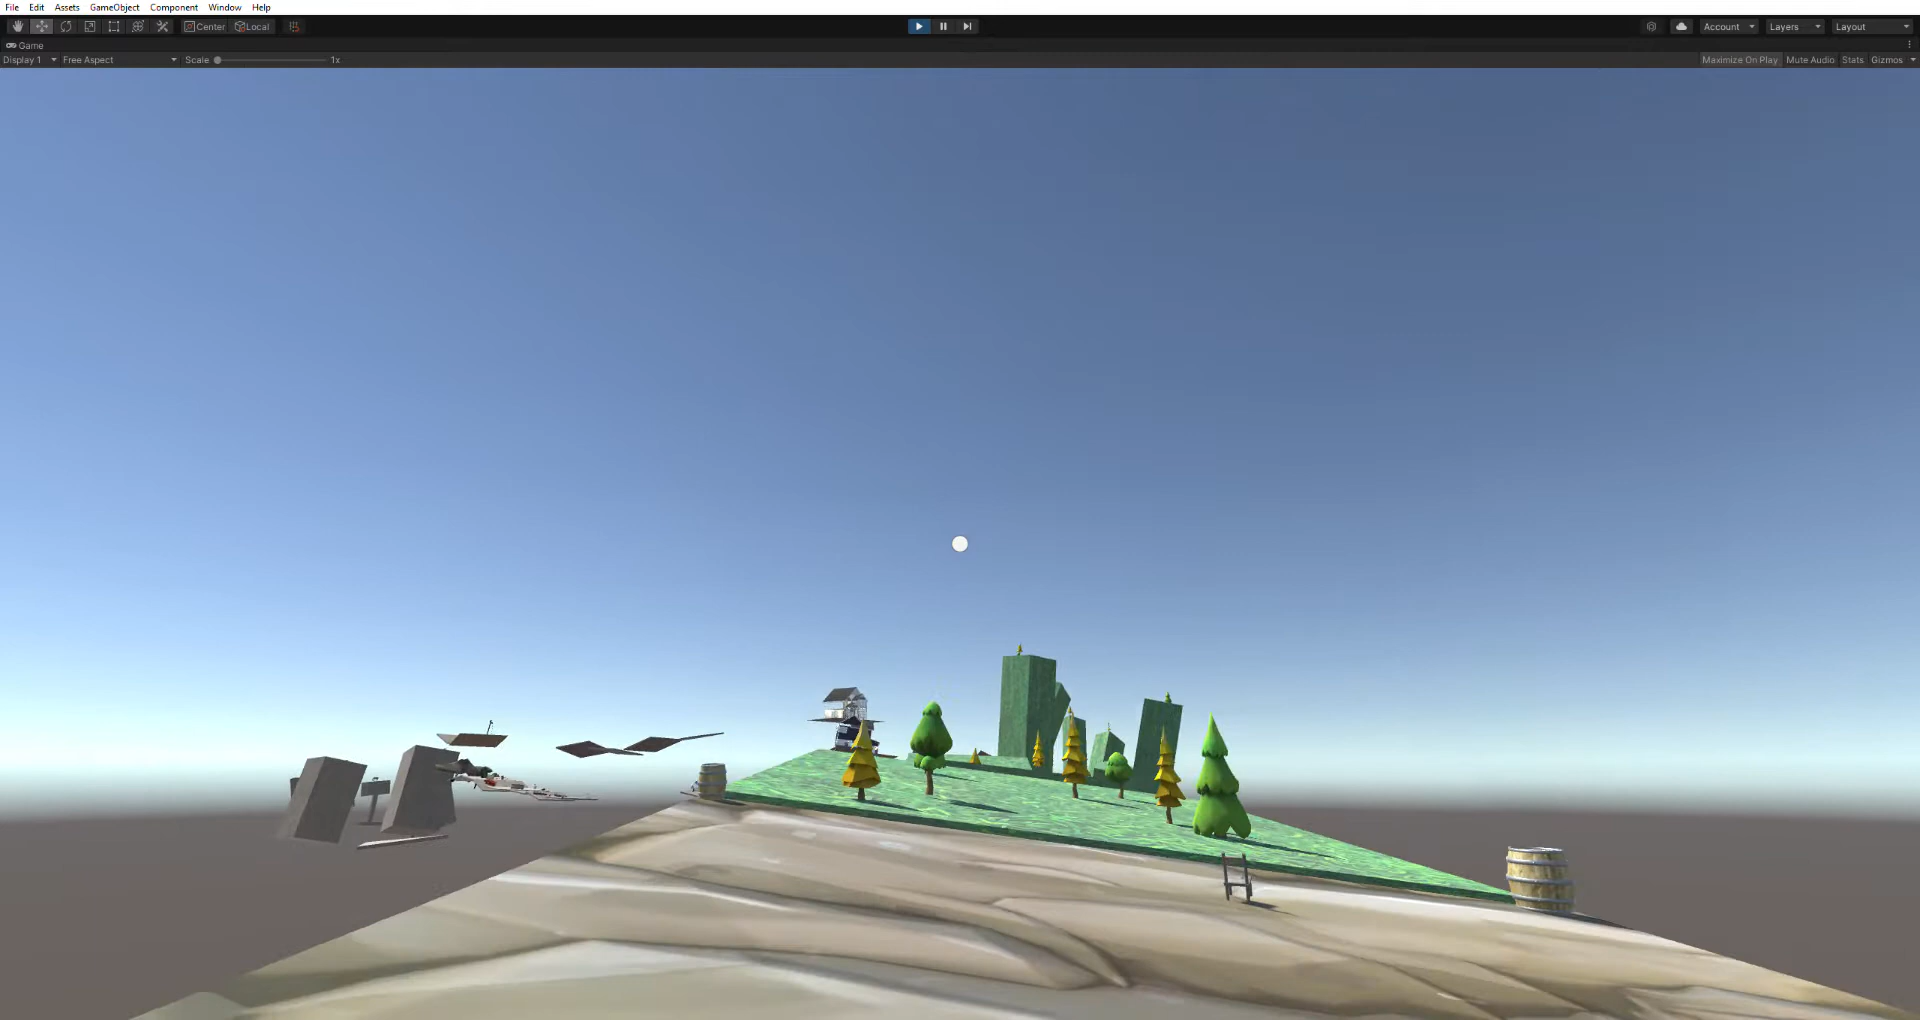 File Edit Assets GameObject Component Window Help
Center Local Account Layers Layout
Game
Display 1 Free Aspect Scale 1x Maximize On Play Mute Audio Stats Gizmos